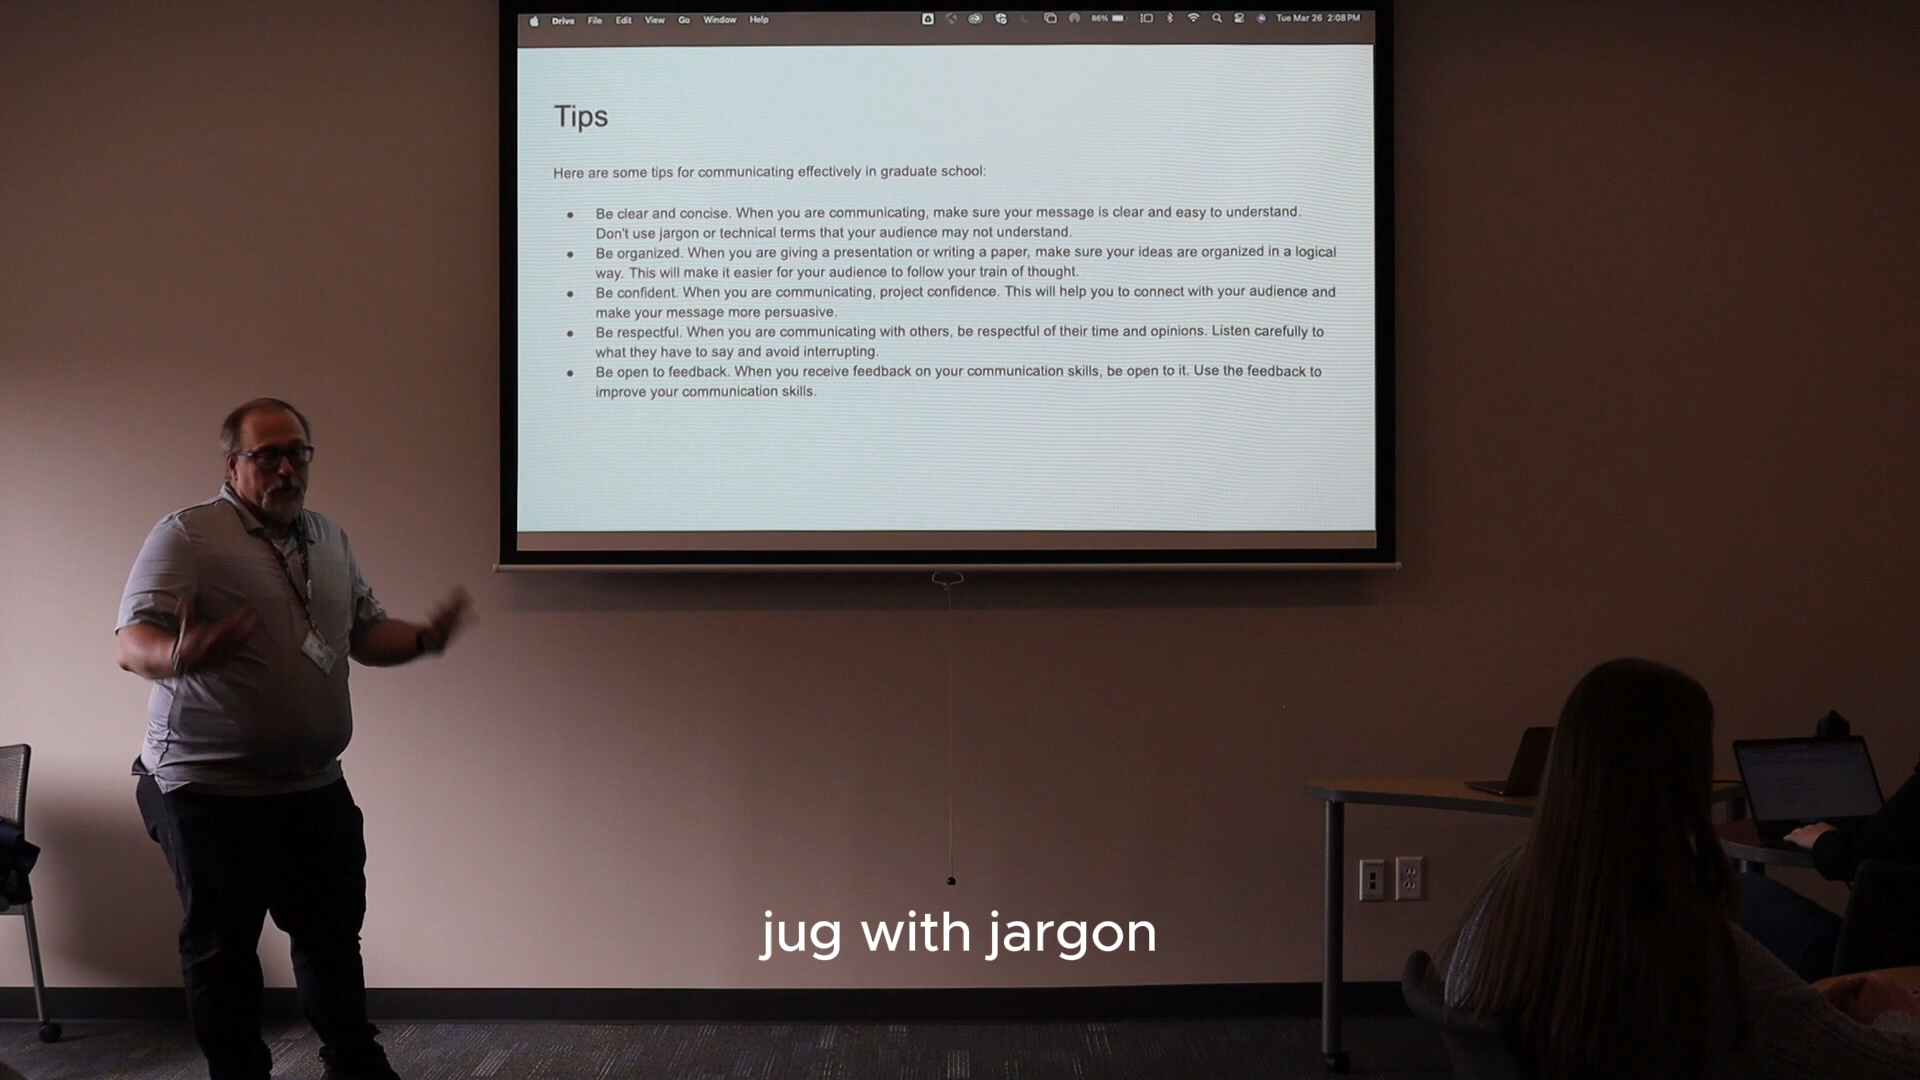 Drive File Edit View Go Window Help 86% Tue Mar 26 2:08 PM
Tips
Here are some tips for communicating effectively in graduate school:
● Be clear and concise. When you are communicating, make sure your message is clear and easy to understand.
Don't use jargon or technical terms that your audience may not understand.
● Be organized. When you are giving a presentation or writing a paper, make sure your ideas are organized in a logical
way. This will make it easier for your audience to follow your train of thought.
● Be confident. When you are communicating, project confidence. This will help you to connect with your audience and
make your message more persuasive.
● Be respectful. When you are communicating with others, be respectful of their time and opinions. Listen carefully to
what they have to say and avoid interrupting.
● Be open to feedback. When you receive feedback on your communication skills, be open to it. Use the feedback to
improve your communication skills.
jug with jargon